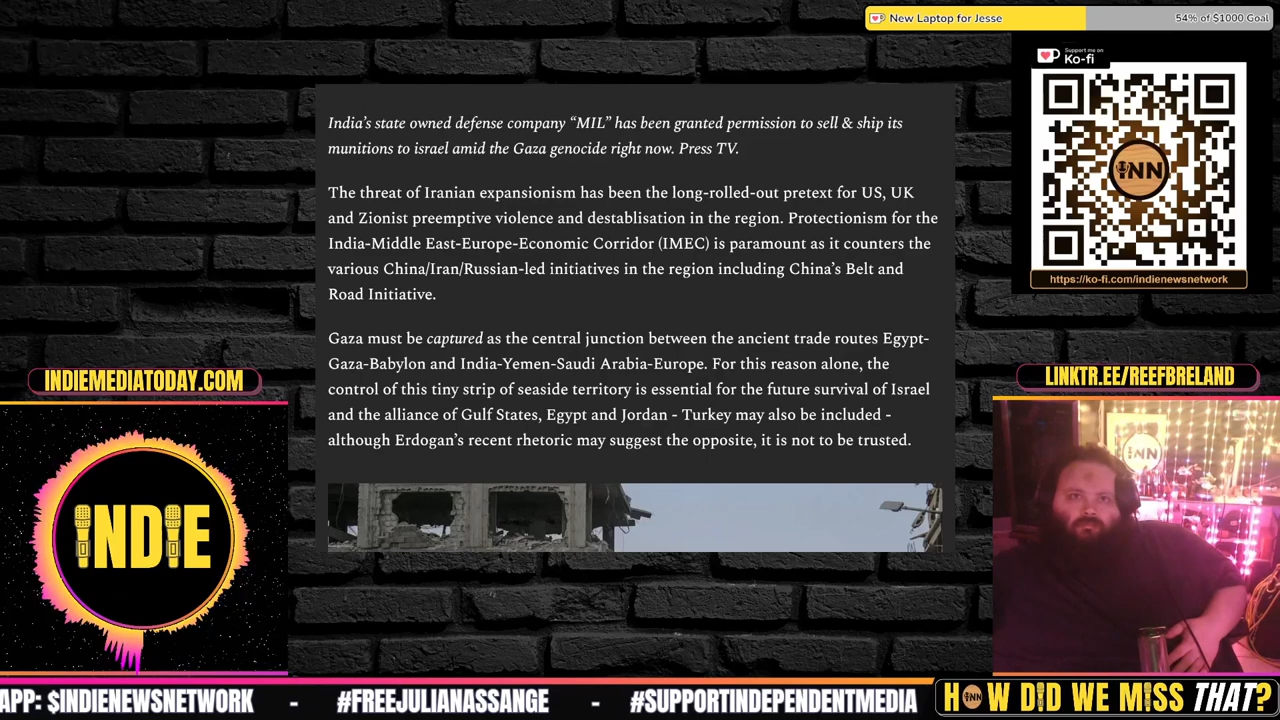 New Laptop for Jesse
54% of $1000 Goal
Support me on
Ko-fi
iNN
https://ko-fi.com/indienewsnetwork
India’s state owned defense company “MIL” has been granted permission to sell & ship its
munitions to israel amid the Gaza genocide right now. Press TV.
The threat of Iranian expansionism has been the long-rolled-out pretext for US, UK
and Zionist preemptive violence and destablisation in the region. Protectionism for the
India-Middle East-Europe-Economic Corridor (IMEC) is paramount as it counters the
various China/Iran/Russian-led initiatives in the region including China’s Belt and
Road Initiative.
Gaza must be captured as the central junction between the ancient trade routes Egypt-
Gaza-Babylon and India-Yemen-Saudi Arabia-Europe. For this reason alone, the
control of this tiny strip of seaside territory is essential for the future survival of Israel
and the alliance of Gulf States, Egypt and Jordan - Turkey may also be included -
although Erdogan’s recent rhetoric may suggest the opposite, it is not to be trusted.
INDIEMEDIATODAY.COM
INDIE
LINKTR.EE/REEFBRELAND
iNN
APP: $INDIENEWSNETWORK - #FREEJULIANASSANGE - #SUPPORTINDEPENDENTMEDIA
HOW DID WE MISS THAT?